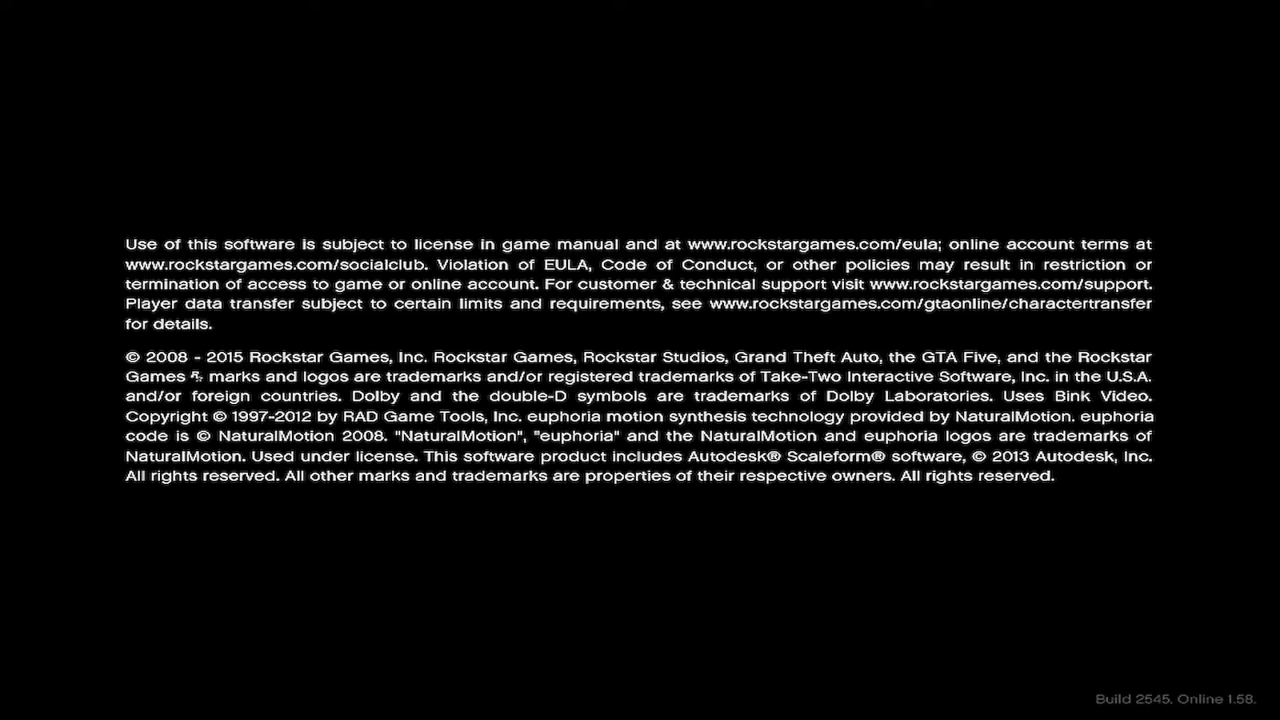 Use of this software is subject to license in game manual and at www.rockstargames.com/eula; online account terms at
www.rockstargames.com/socialclub. Violation of EULA, Code of Conduct, or other policies may result in restriction or
termination of access to game or online account. For customer & technical support visit www.rockstargames.com/support.
Player data transfer subject to certain limits and requirements, see www.rockstargames.com/gtaonline/charactertransfer
for details.
© 2008 - 2015 Rockstar Games, Inc. Rockstar Games, Rockstar Studios, Grand Theft Auto, the GTA Five, and the Rockstar
Games R* marks and logos are trademarks and/or registered trademarks of Take-Two Interactive Software, Inc. in the U.S.A.
and/or foreign countries. Dolby and the double-D symbols are trademarks of Dolby Laboratories. Uses Bink Video.
Copyright © 1997-2012 by RAD Game Tools, Inc. euphoria motion synthesis technology provided by NaturalMotion. euphoria
code is © NaturalMotion 2008. "NaturalMotion", "euphoria" and the NaturalMotion and euphoria logos are trademarks of
NaturalMotion. Used under license. This software product includes Autodesk® Scaleform® software, © 2013 Autodesk, Inc.
All rights reserved. All other marks and trademarks are properties of their respective owners. All rights reserved.
Build 2545, Online 1.58.